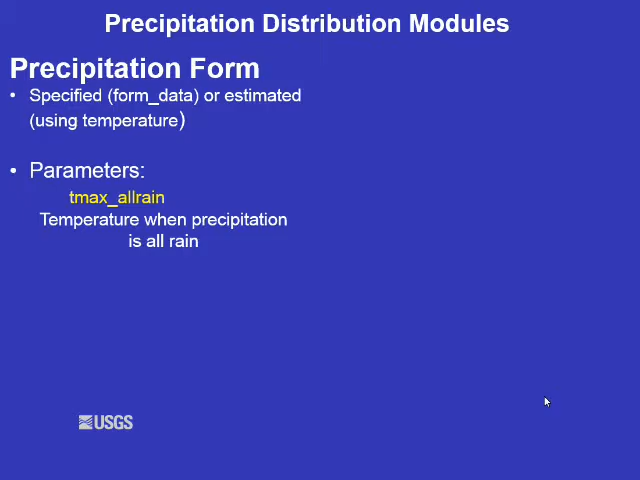 Precipitation Distribution Modules
Precipitation Form
• Specified (form_data) or estimated
(using temperature)
• Parameters:
tmax_allrain
Temperature when precipitation
is all rain
USGS